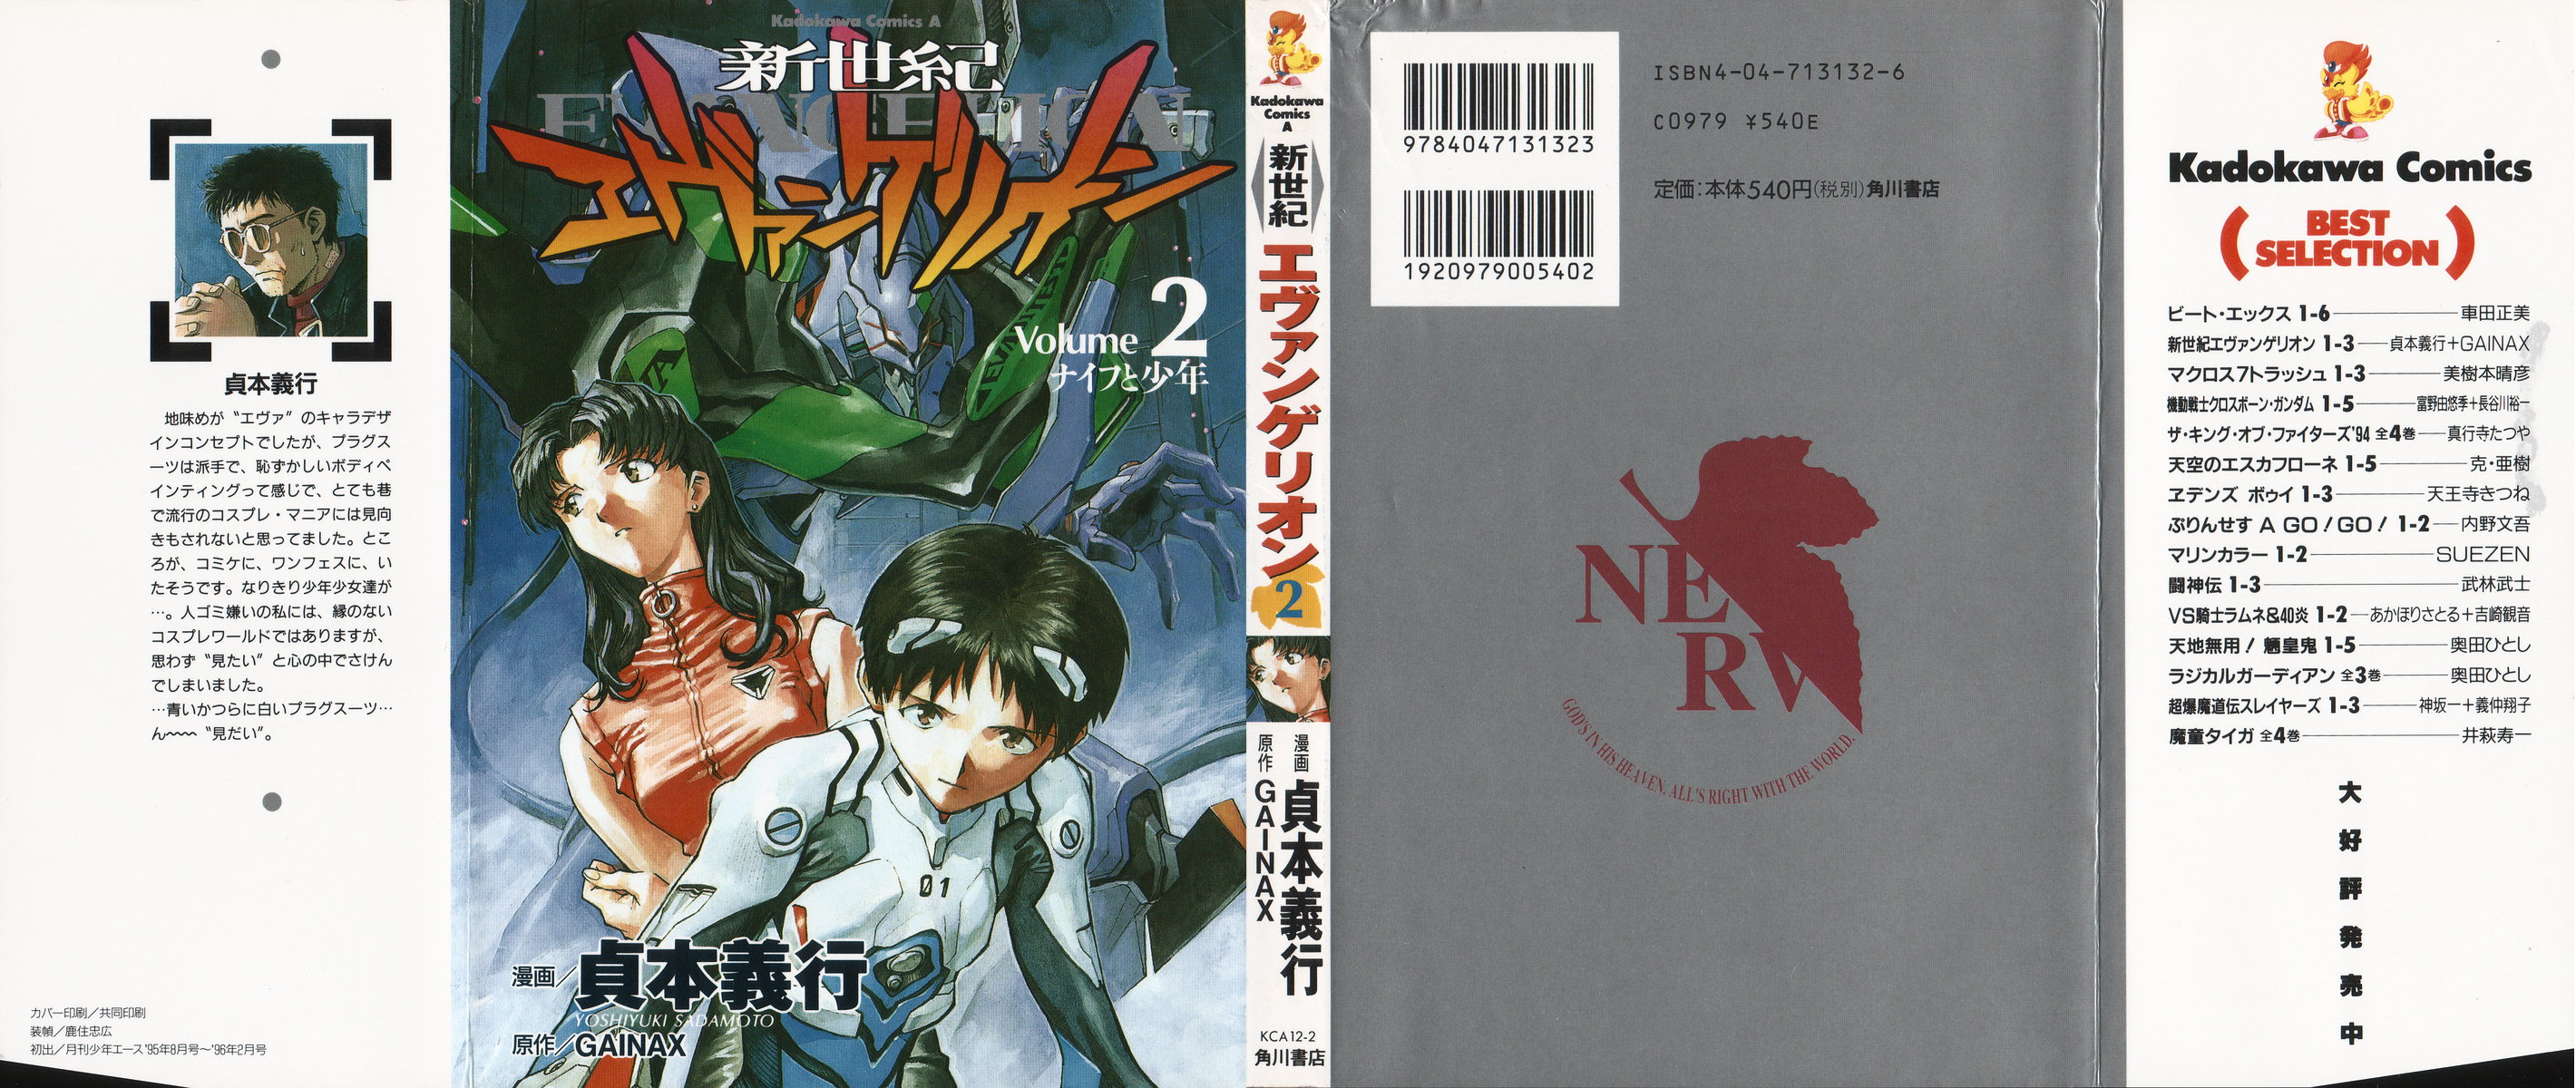 貞本義行
地味めが“エヴァ”のキャラデザ
インコンセプトでしたが、プラグス
ーツは派手で、恥ずかしいボディペ
インティングって感じで、とても巷
で流行のコスプレ・マニアには見向
きもされないと思ってました。とこ
ろが、コミケに、ワンフェスに、い
たそうです。なりきり少年少女達が
…。人ゴミ嫌いの私には、縁のない
コスプレワールドではありますが、
思わず“見たい”と心の中でさけん
でしまいました。
…青いかつらに白いプラグスーツ…
ん〜〜“見だい”。
カバー印刷／共同印刷
装幀／鹿住忠広
初出／月刊少年エース'95年8月号〜'96年2月号
Kadokawa Comics A
新世紀
EVANGELION
エヴァンゲリオン
Volume 2
ナイフと少年
EVA
01
漫画／貞本義行
YOSHIYUKI SADAMOTO
原作／GAINAX
Kadokawa
Comics
A
新世紀
エヴァンゲリオン
2
漫画 貞本義行
原作 GAINAX
KCA12-2
角川書店
9784047131323
1920979005402
ISBN4-04-713132-6
C0979 ¥540E
定価:本体540円(税別)角川書店
NERV
GOD'S IN HIS HEAVEN. ALL'S RIGHT WITH THE WORLD.
Kadokawa Comics
(BEST
SELECTION)
ビート・エックス 1-6 車田正美
新世紀エヴァンゲリオン 1-3 貞本義行+GAINAX
マクロス7トラッシュ 1-3 美樹本晴彦
機動戦士クロスボーン・ガンダム 1-5 富野由悠季+長谷川裕一
ザ・キング・オブ・ファイターズ'94 全4巻 真行寺たつや
天空のエスカフローネ 1-5 克・亜樹
ヱデンズ ボゥイ 1-3 天王寺きつね
ぷりんせす A GO！GO！ 1-2 内野文吾
マリンカラー 1-2 SUEZEN
闘神伝 1-3 武林武士
VS騎士ラムネ&40炎 1-2 あかほりさとる+吉崎観音
天地無用！魎皇鬼 1-5 奥田ひとし
ラジカルガーディアン 全3巻 奥田ひとし
超爆魔道伝スレイヤーズ 1-3 神坂一+義仲翔子
魔童タイガ 全4巻 井萩寿一
大好評発売中